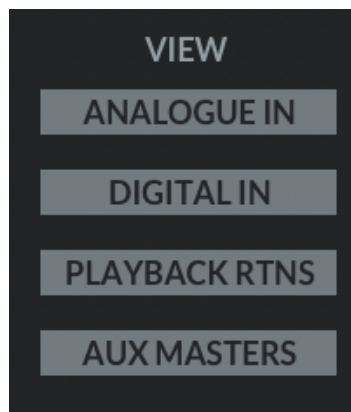 VIEW
ANALOGUE IN
DIGITAL IN
PLAYBACK RTNS
AUX MASTERS